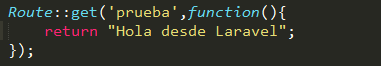 Route::get('prueba',function(){
    return "Hola desde Laravel";
});